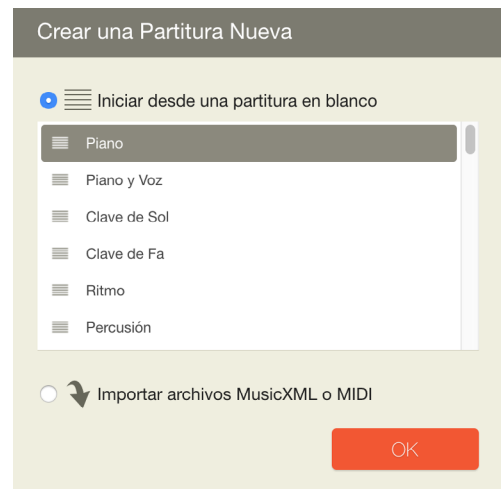 Crear una Partitura Nueva
Iniciar desde una partitura en blanco
Piano
Piano y Voz
Clave de Sol
Clave de Fa
Ritmo
Percusión
Importar archivos MusicXML o MIDI
OK